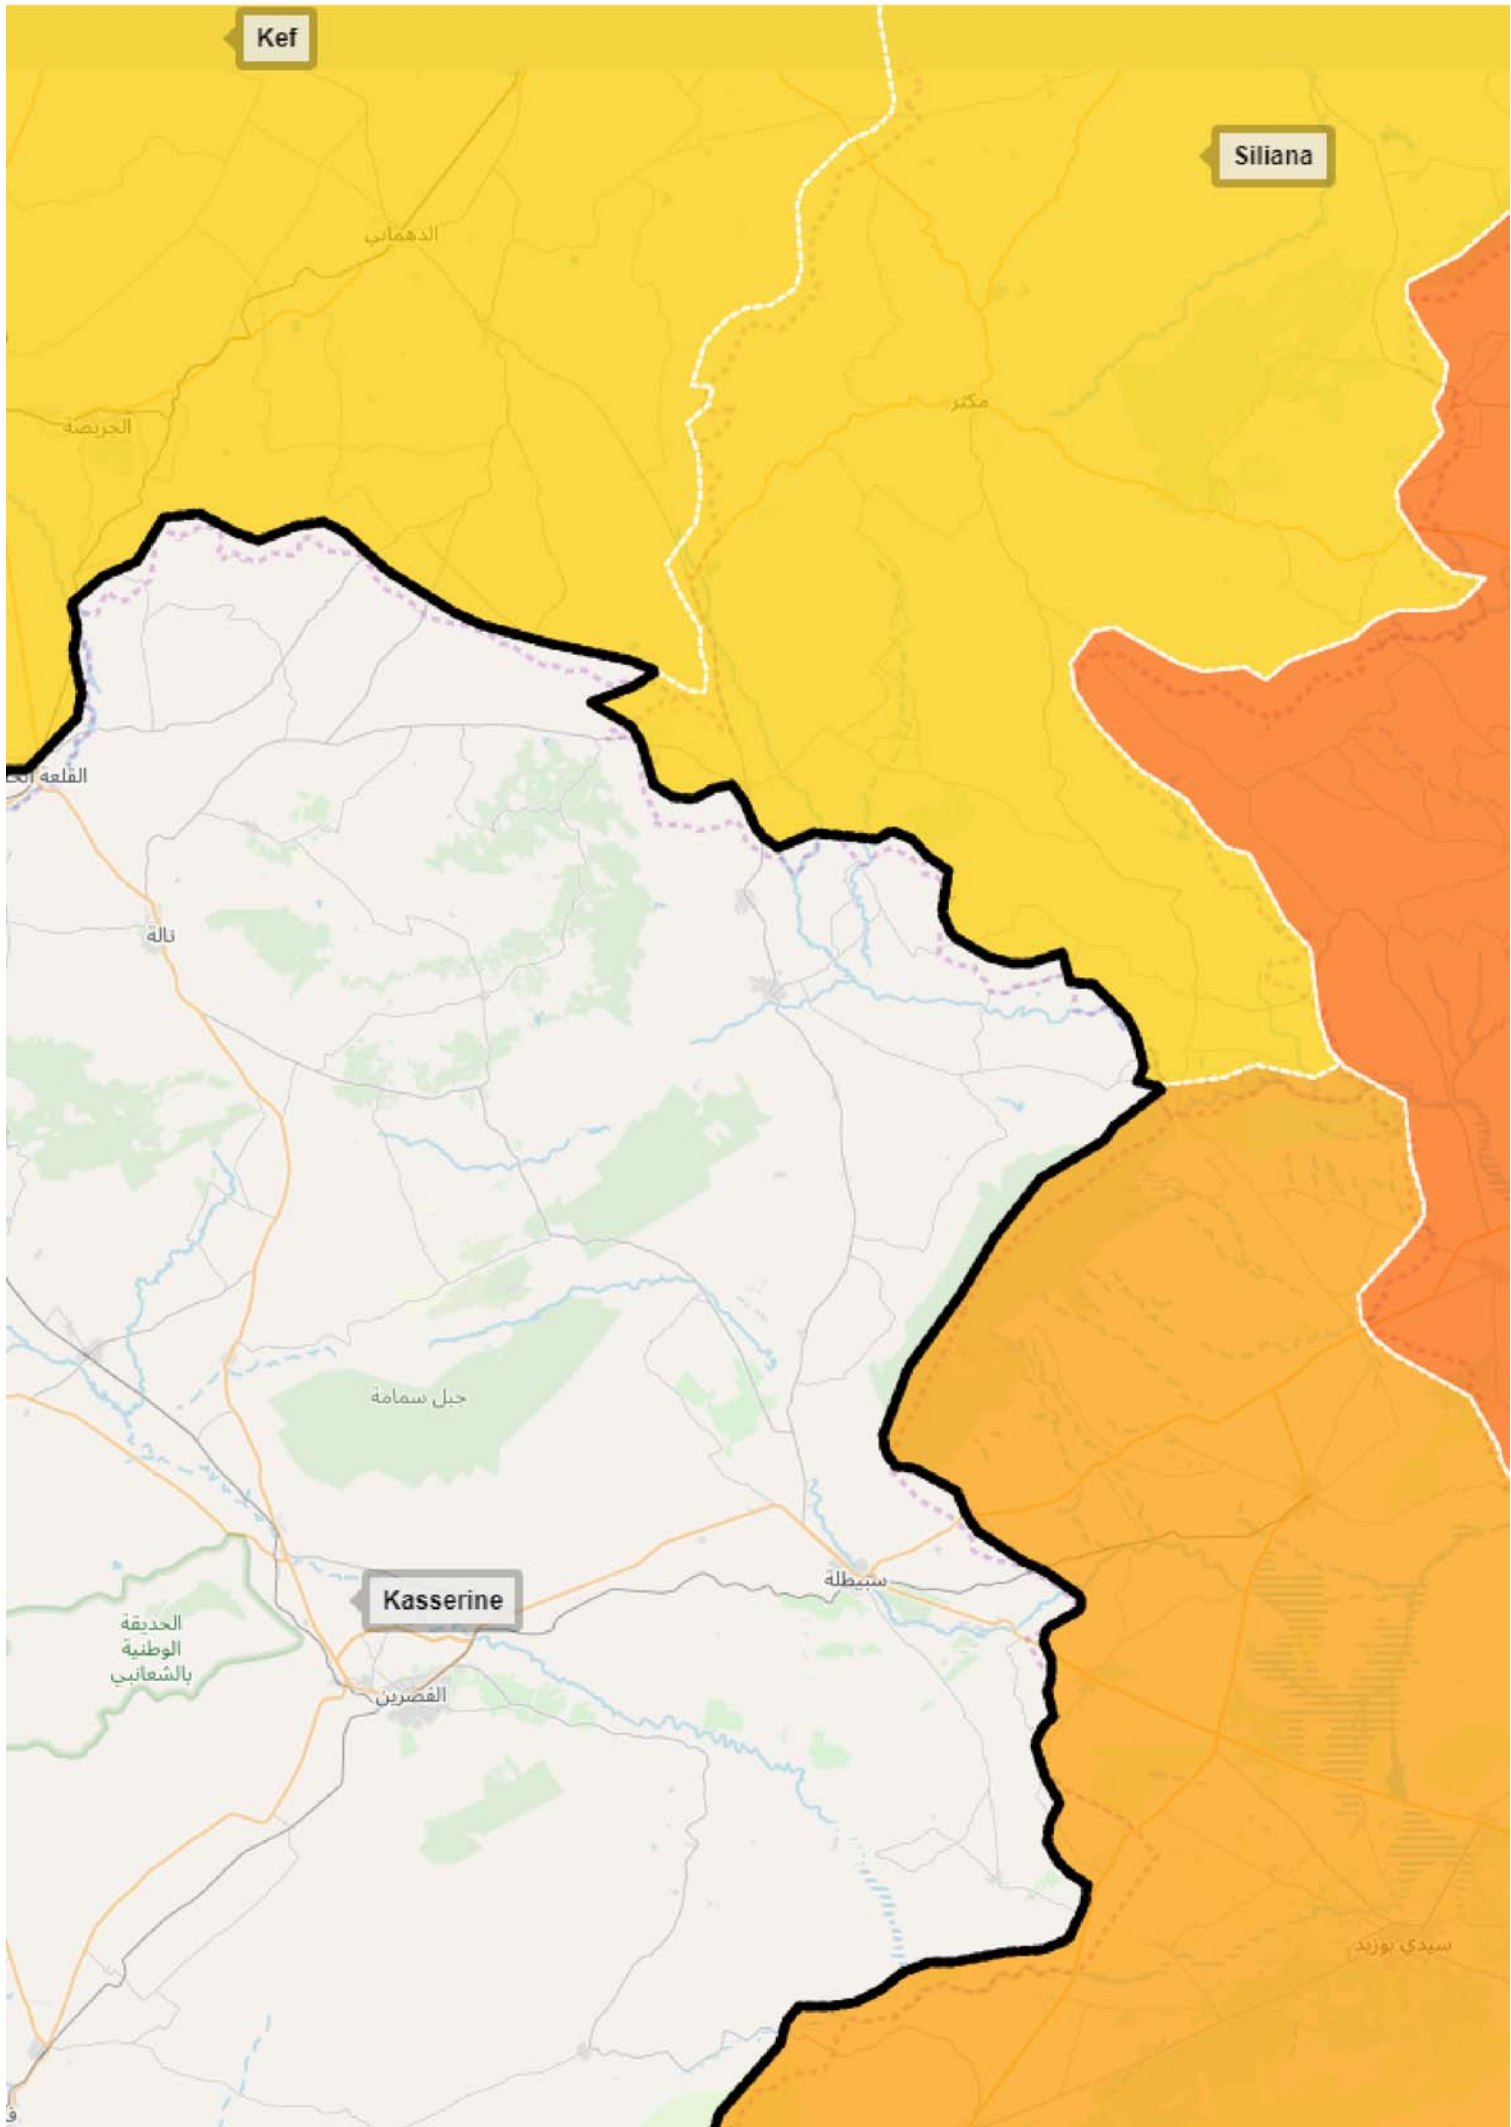 Kef
Siliana
الدهماني
مكثر
الجريصة
القلعة
تالة
جبل سمامة
سبيطلة
Kasserine
الحديقة
الوطنية
بالشعانبي
القصرين
سيدي بوزيد